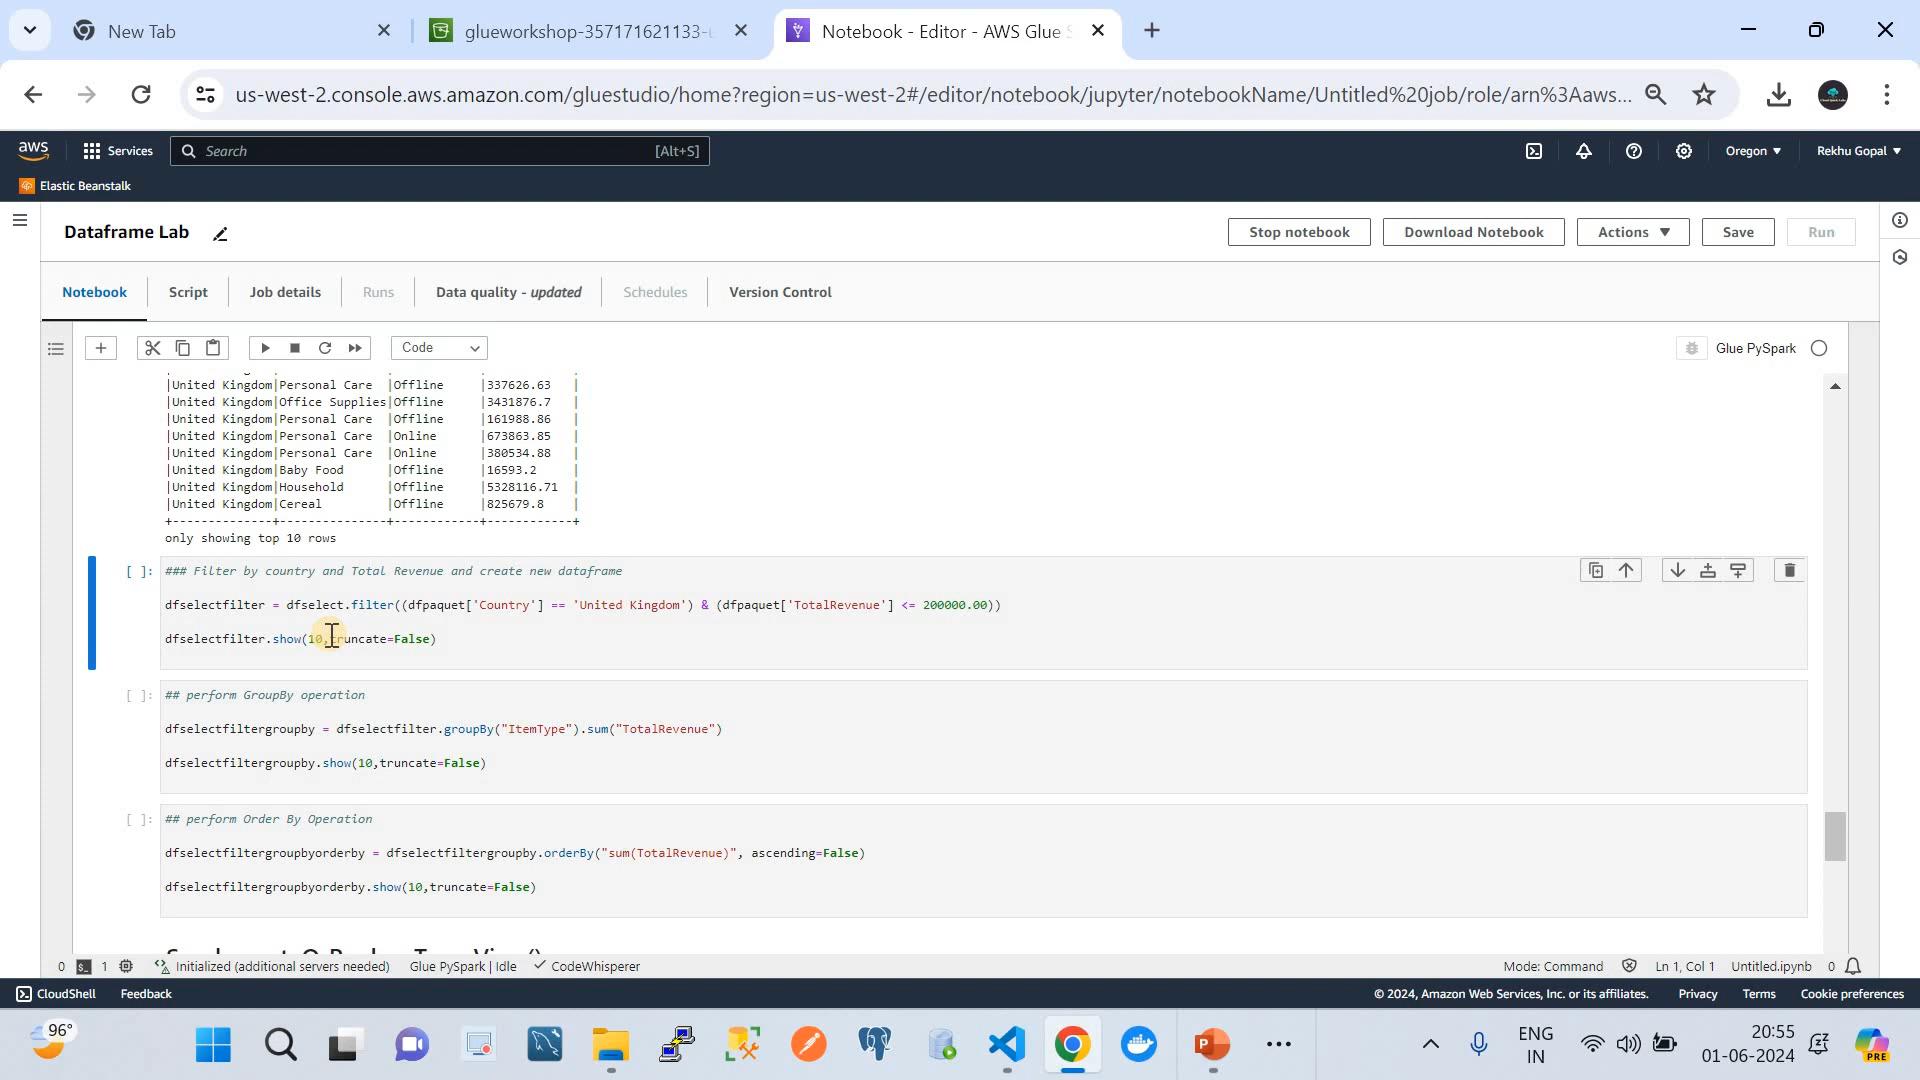 New Tab
glueworkshop-357171621133-u
Notebook - Editor - AWS Glue S
us-west-2.console.aws.amazon.com/gluestudio/home?region=us-west-2#/editor/notebook/jupyter/notebookName/Untitled%20job/role/arn%3Aaws...
aws
Services
Search
[Alt+S]
Oregon
Rekhu Gopal
Elastic Beanstalk
Dataframe Lab
Stop notebook
Download Notebook
Actions
Save
Run
Notebook
Script
Job details
Runs
Data quality - updated
Schedules
Version Control
Code
Glue PySpark
|United Kingdom|Personal Care  |Offline     |337626.63   |
|United Kingdom|Office Supplies|Offline     |3431876.7   |
|United Kingdom|Personal Care  |Offline     |161988.86   |
|United Kingdom|Personal Care  |Online      |673863.85   |
|United Kingdom|Personal Care  |Online      |380534.88   |
|United Kingdom|Baby Food      |Offline     |16593.2     |
|United Kingdom|Household      |Offline     |5328116.71  |
|United Kingdom|Cereal         |Offline     |825679.8    |
+--------------+---------------+------------+------------+
only showing top 10 rows
[ ]:
### Filter by country and Total Revenue and create new dataframe
dfselectfilter = dfselect.filter((dfpaquet['Country'] == 'United Kingdom') & (dfpaquet['TotalRevenue'] <= 200000.00))
dfselectfilter.show(10,truncate=False)
[ ]:
## perform GroupBy operation
dfselectfiltergroupby = dfselectfilter.groupBy("ItemType").sum("TotalRevenue")
dfselectfiltergroupby.show(10,truncate=False)
[ ]:
## perform Order By Operation
dfselectfiltergroupbyorderby = dfselectfiltergroupby.orderBy("sum(TotalRevenue)", ascending=False)
dfselectfiltergroupbyorderby.show(10,truncate=False)
0
1
Initialized (additional servers needed)
Glue PySpark | Idle
CodeWhisperer
Mode: Command
Ln 1, Col 1
Untitled.ipynb
0
CloudShell
Feedback
© 2024, Amazon Web Services, Inc. or its affiliates.
Privacy
Terms
Cookie preferences
96°
ENG
IN
20:55
01-06-2024
PRE